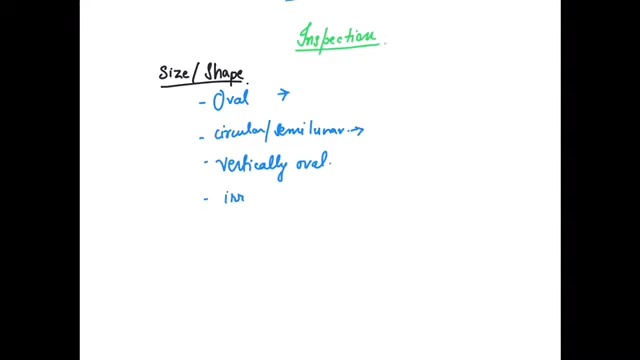 Inspection
Size/Shape
- Oval →
- circular/semilunar. →
- vertically oval.
- irr